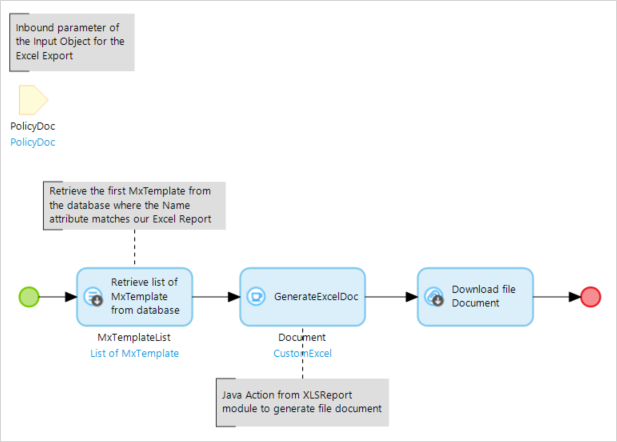 Inbound parameter of
the Input Object for the
Excel Export
PolicyDoc
PolicyDoc
Retrieve the first MxTemplate from
the database where the Name
attribute matches our Excel Report
Retrieve list of
MxTemplate
from database
GenerateExcelDoc
Download file
Document
MxTemplateList
List of MxTemplate
Document
CustomExcel
Java Action from XLSReport
module to generate file document